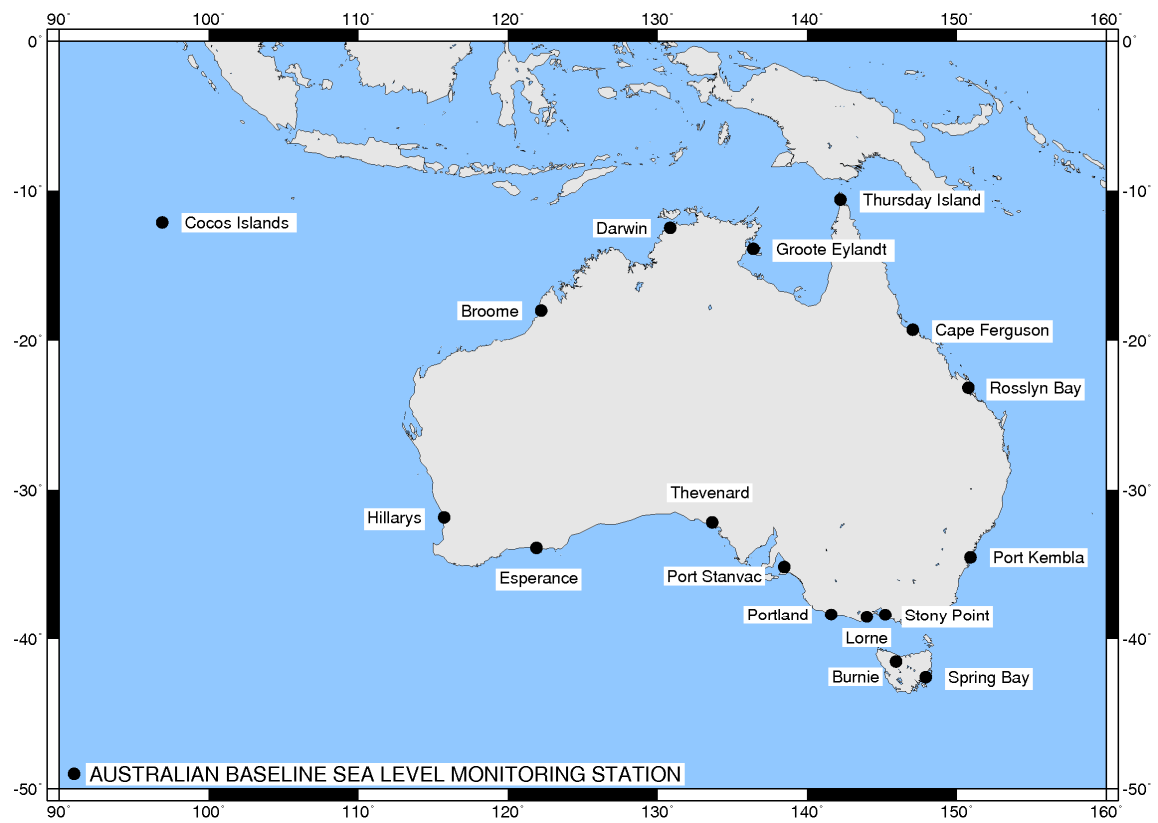 90° 100° 110° 120° 130° 140° 150° 160°
0° 0°
-10° -10°
Thursday Island
Cocos Islands
Darwin
Groote Eylandt
Broome
Cape Ferguson
-20° -20°
Rosslyn Bay
-30° -30°
Thevenard
Hillarys
Port Kembla
Esperance
Port Stanvac
Portland
Stony Point
Lorne
-40° -40°
Burnie
Spring Bay
AUSTRALIAN BASELINE SEA LEVEL MONITORING STATION
-50° -50°
90° 100° 110° 120° 130° 140° 150° 160°